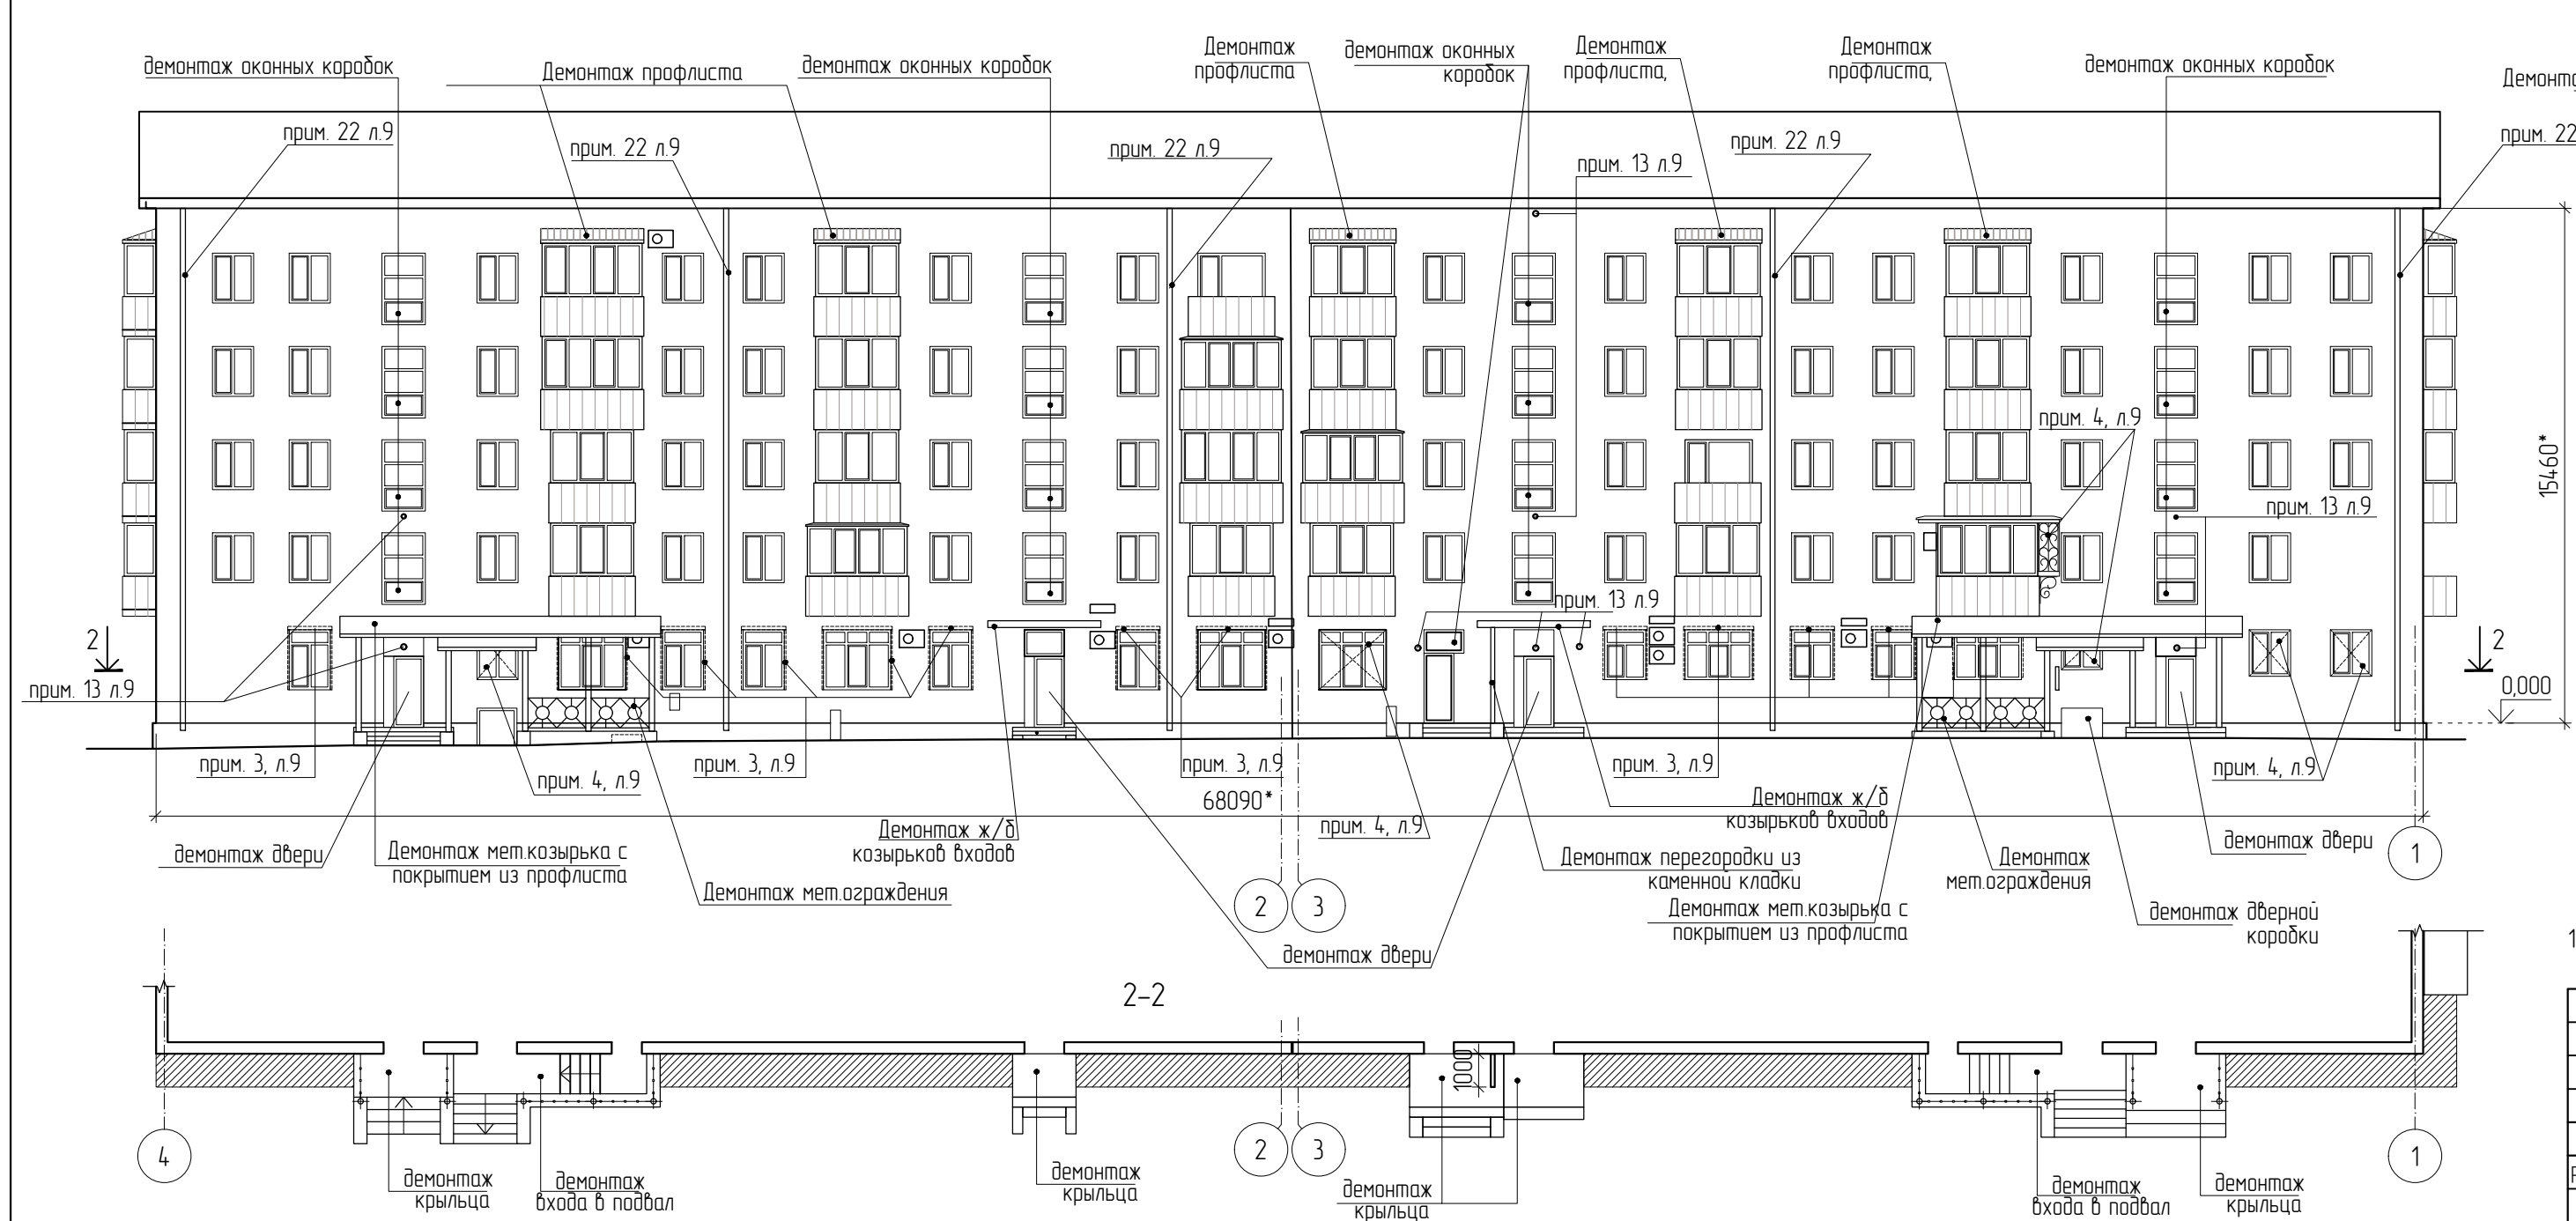 демонтаж оконных коробок
Демонтаж профлиста
демонтаж оконных коробок
Демонтаж
профлиста
демонтаж оконных
коробок
Демонтаж
профлиста,
Демонтаж
профлиста,
демонтаж оконных коробок
прим. 22 л.9
прим. 22 л.9
прим. 22 л.9
прим. 13 л.9
прим. 22 л.9
прим. 22
прим. 4, л.9
15460*
прим. 13 л.9
прим. 13 л.9
2
2
прим. 13 л.9
0,000
прим. 3, л.9
прим. 4, л.9
прим. 3, л.9
прим. 3, л.9
прим. 3, л.9
прим. 4, л.9
68090*
прим. 4, л.9
демонтаж двери
Демонтаж мет.козырька с
покрытием из профлиста
Демонтаж ж/б
козырьков входов
Демонтаж мет.ограждения
Демонтаж ж/б
козырьков входов
Демонтаж перегородки из
каменной кладки
Демонтаж мет.козырька с
покрытием из профлиста
Демонтаж
мет.ограждения
демонтаж двери
1
2
3
демонтаж дверной
коробки
демонтаж двери
2-2
1000
4
2
3
1
демонтаж
крыльца
демонтаж
входа в подвал
демонтаж
крыльца
демонтаж
крыльца
демонтаж
входа в подвал
демонтаж
крыльца